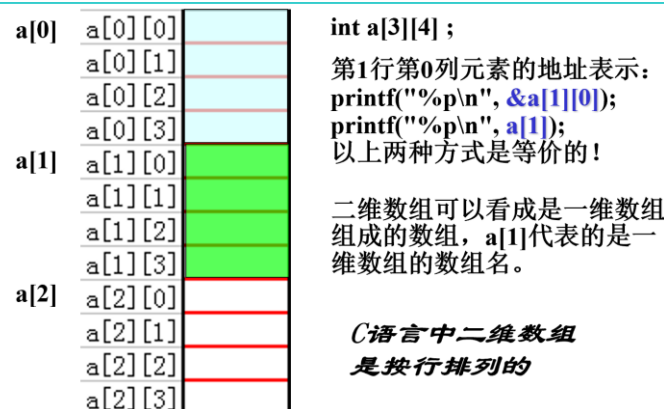 a[0] a[0][0]
a[0][1]
a[0][2]
a[0][3]
a[1] a[1][0]
a[1][1]
a[1][2]
a[1][3]
a[2] a[2][0]
a[2][1]
a[2][2]
a[2][3]
int a[3][4] ;
第1行第0列元素的地址表示：
printf("%p\n", &a[1][0]);
printf("%p\n", a[1]);
以上两种方式是等价的！
二维数组可以看成是一维数组
组成的数组，a[1]代表的是一
维数组的数组名。
C语言中二维数组
是按行排列的